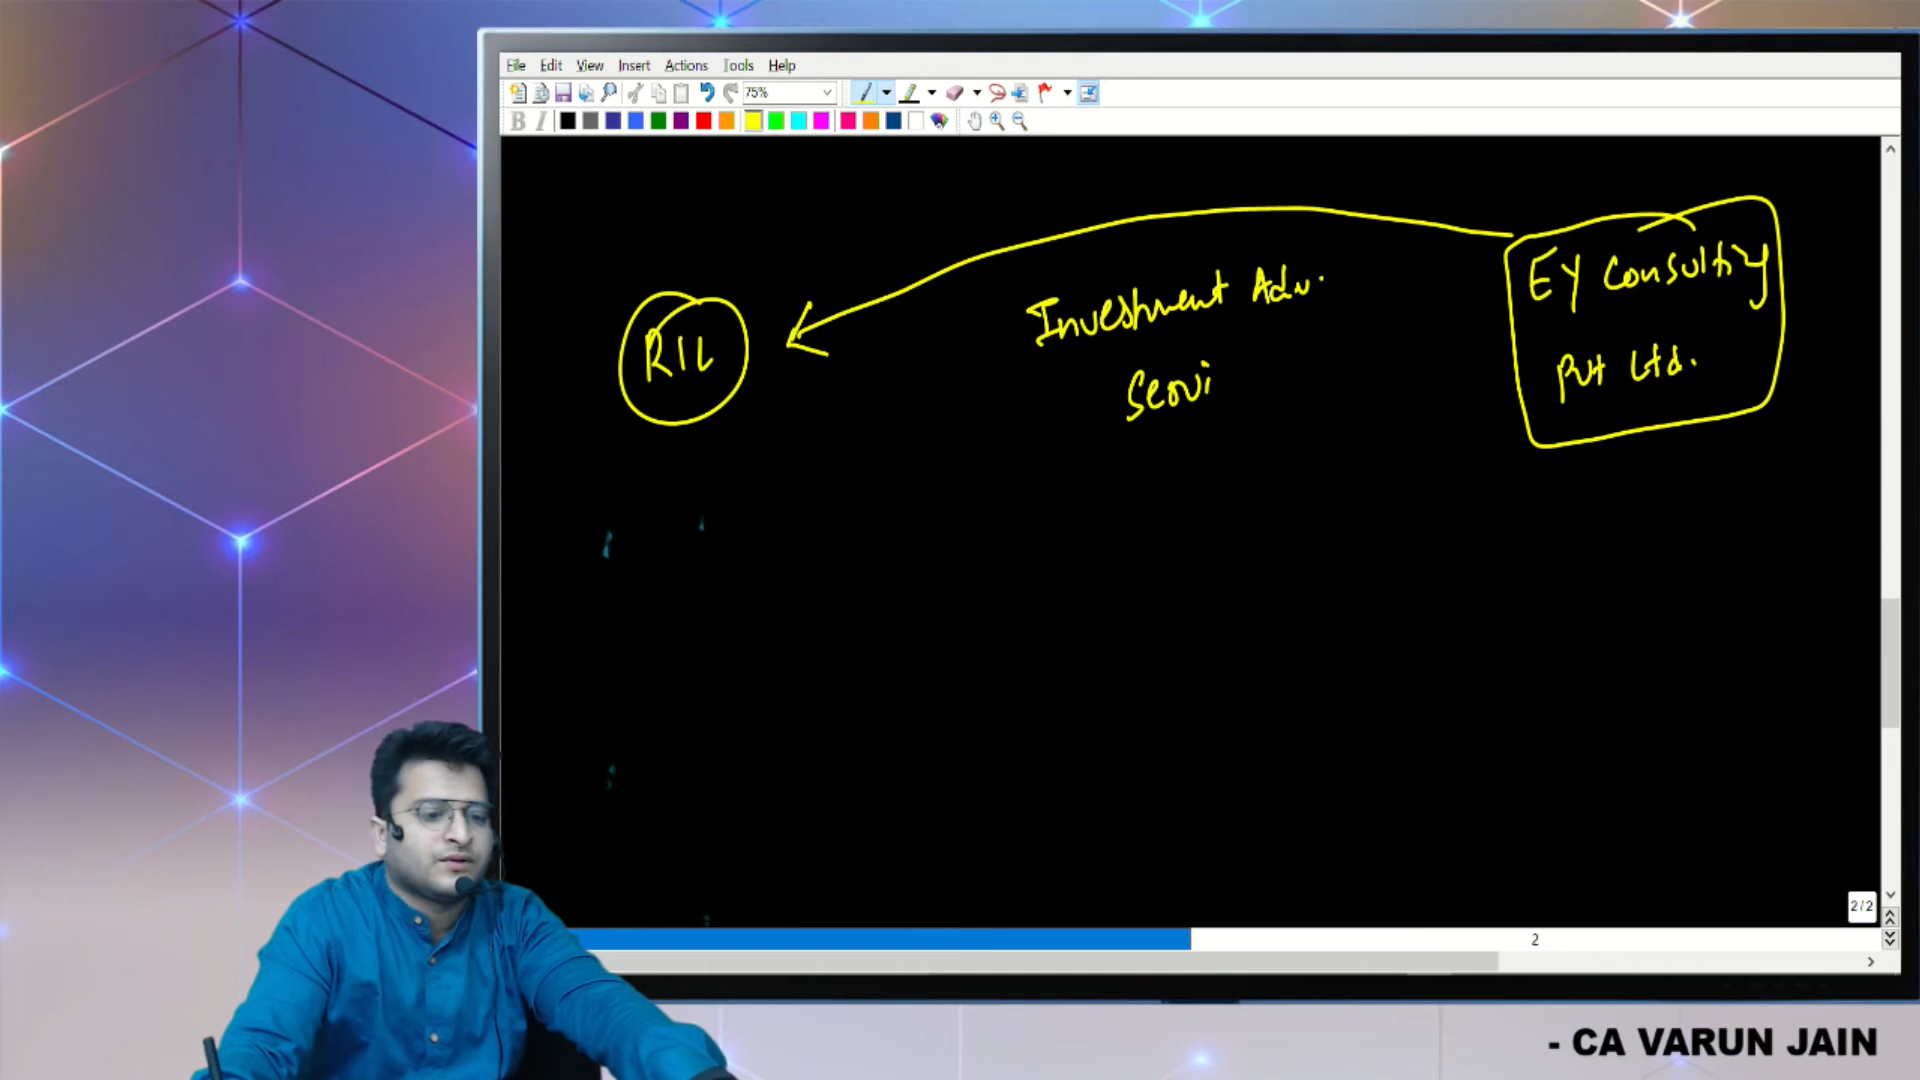 File Edit View Insert Actions Tools Help
75%
B I
EY Consulting
Pvt Ltd.
Investment Adv.
Servi
RIL
2/2
2
- CA VARUN JAIN